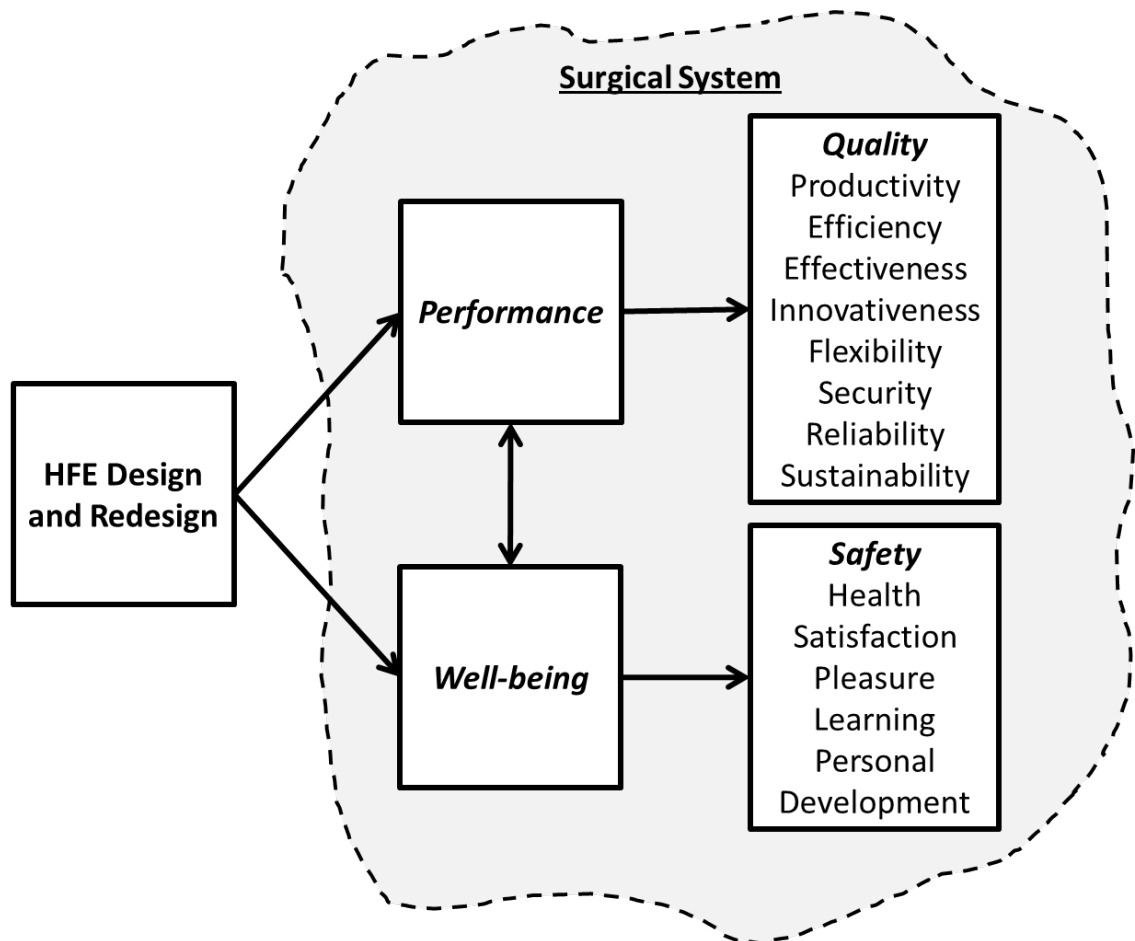 Surgical System
HFE Design
and Redesign
Performance
Well-being
Quality
Productivity
Efficiency
Effectiveness
Innovativeness
Flexibility
Security
Reliability
Sustainability
Safety
Health
Satisfaction
Pleasure
Learning
Personal
Development